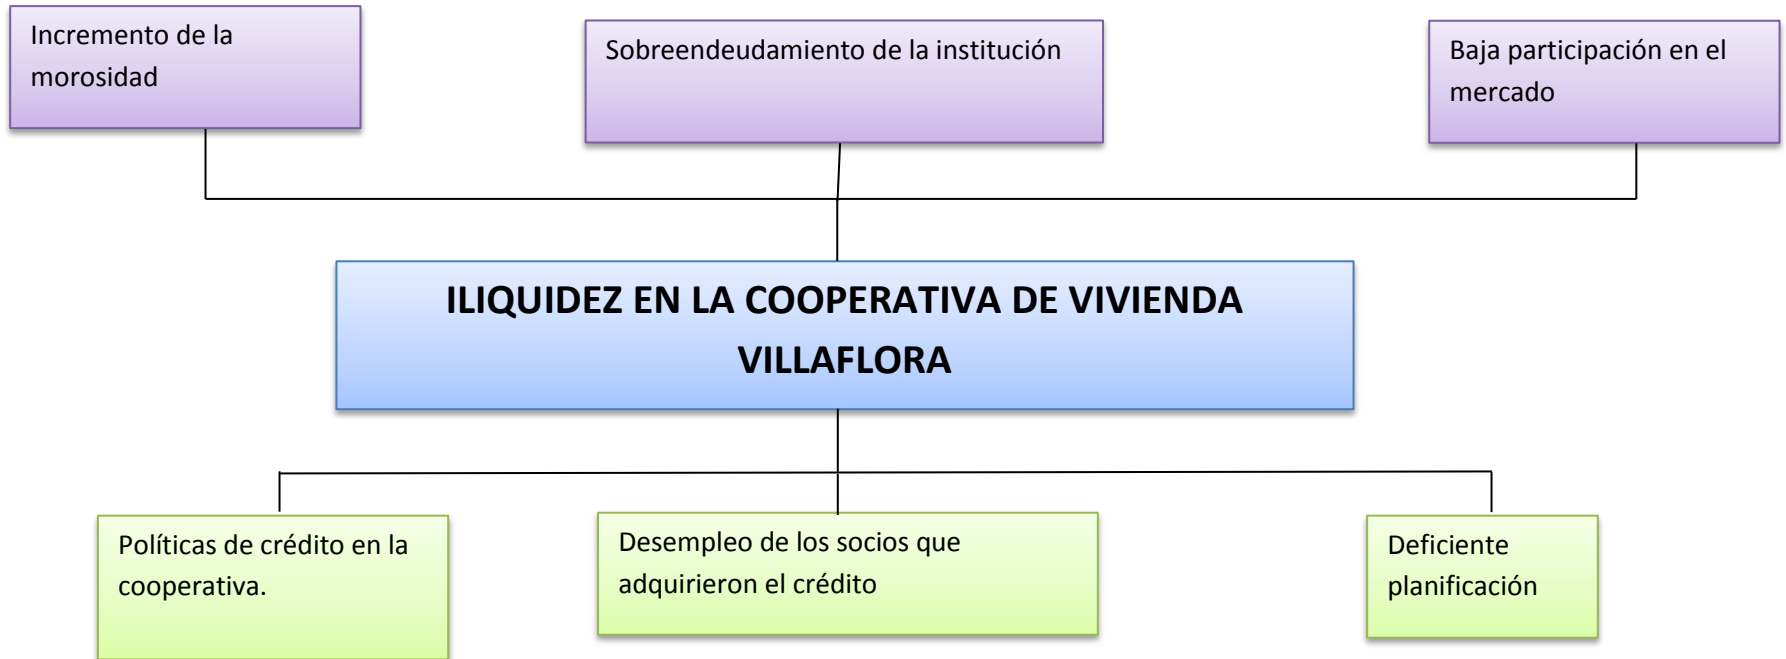 Incremento de la
morosidad
Sobreendeudamiento de la institución
Baja participación en el
mercado
ILIQUIDEZ EN LA COOPERATIVA DE VIVIENDA
VILLAFLORA
Políticas de crédito en la
cooperativa.
Desempleo de los socios que
adquirieron el crédito
Deficiente
planificación